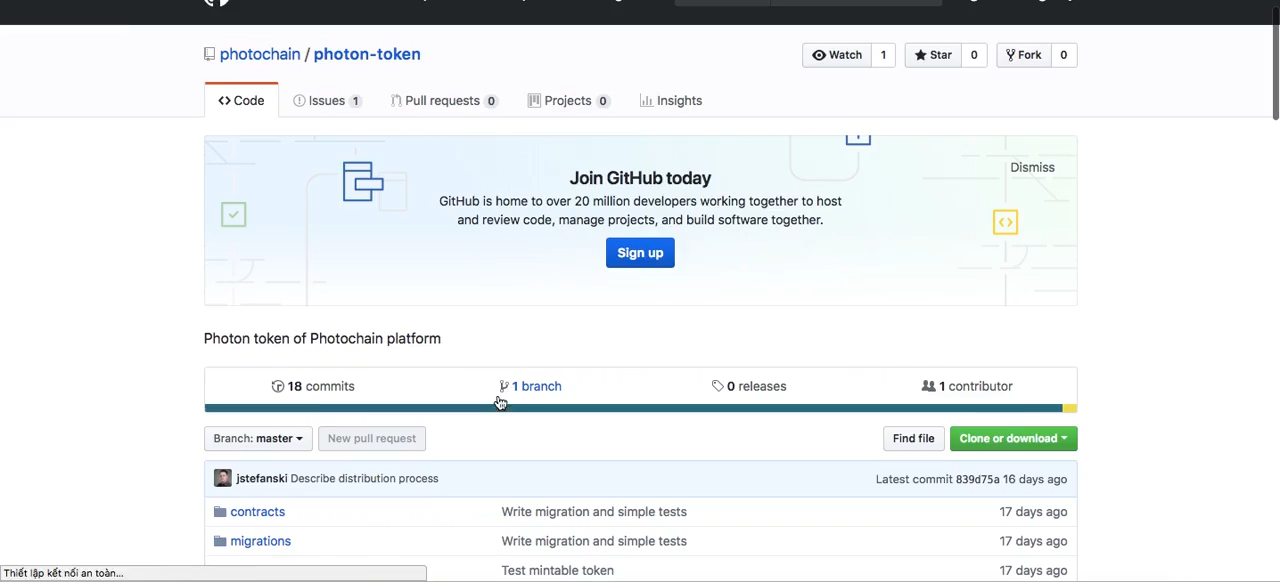 photochain / photon-token
Watch 1 Star 0 Fork 0
Code Issues 1 Pull requests 0 Projects 0 Insights
Join GitHub today
Dismiss
GitHub is home to over 20 million developers working together to host
and review code, manage projects, and build software together.
Sign up
Photon token of Photochain platform
18 commits 1 branch 0 releases 1 contributor
Branch: master New pull request Find file Clone or download
jstefanski Describe distribution process Latest commit 839d75a 16 days ago
contracts Write migration and simple tests 17 days ago
migrations Write migration and simple tests 17 days ago
Test mintable token 17 days ago
Thiết lập kết nối an toàn...